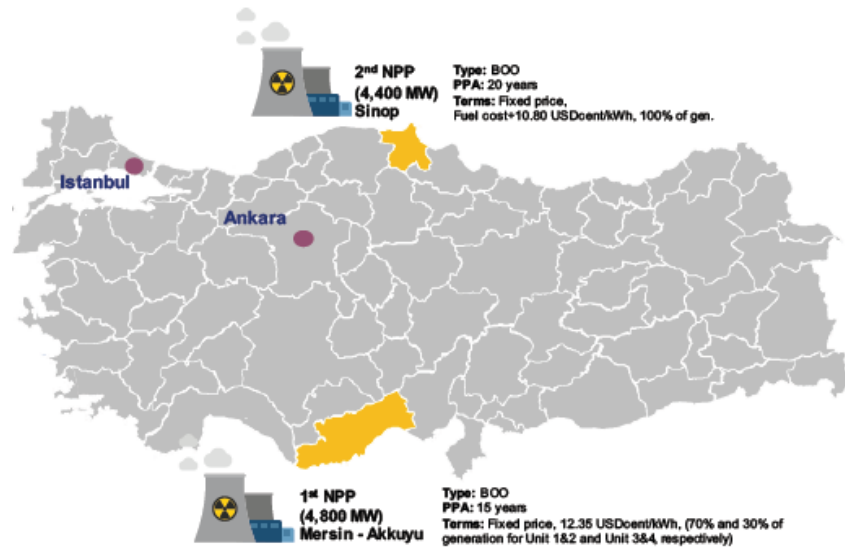 2nd NPP
(4,400 MW)
Sinop
Type: BOO
PPA: 20 years
Terms: Fixed price,
Fuel cost+10.80 USDcent/kWh, 100% of gen.
Istanbul
Ankara
1st NPP
(4,800 MW)
Mersin - Akkuyu
Type: BOO
PPA: 15 years
Terms: Fixed price, 12.35 USDcent/kWh, (70% and 30% of
generation for Unit 1&2 and Unit 3&4, respectively)